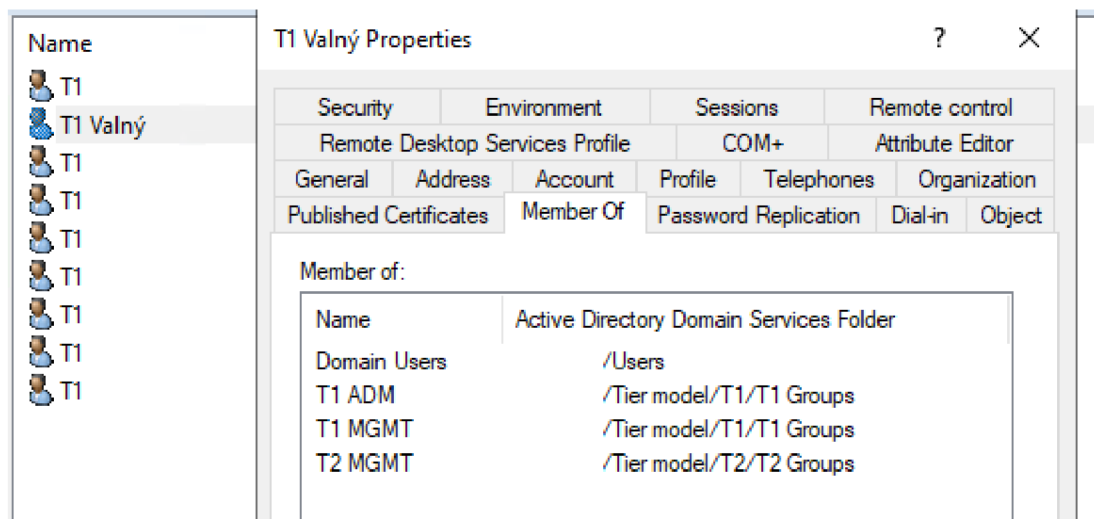 Name
T1
T1 Valný
T1
T1
T1
T1
T1
T1
T1
T1 Valný Properties ? X
Security Environment Sessions Remote control
Remote Desktop Services Profile COM+ Attribute Editor
General Address Account Profile Telephones Organization
Published Certificates Member Of Password Replication Dial-in Object
Member of:
Name Active Directory Domain Services Folder
Domain Users /Users
T1 ADM /Tier model/T1/T1 Groups
T1 MGMT /Tier model/T1/T1 Groups
T2 MGMT /Tier model/T2/T2 Groups